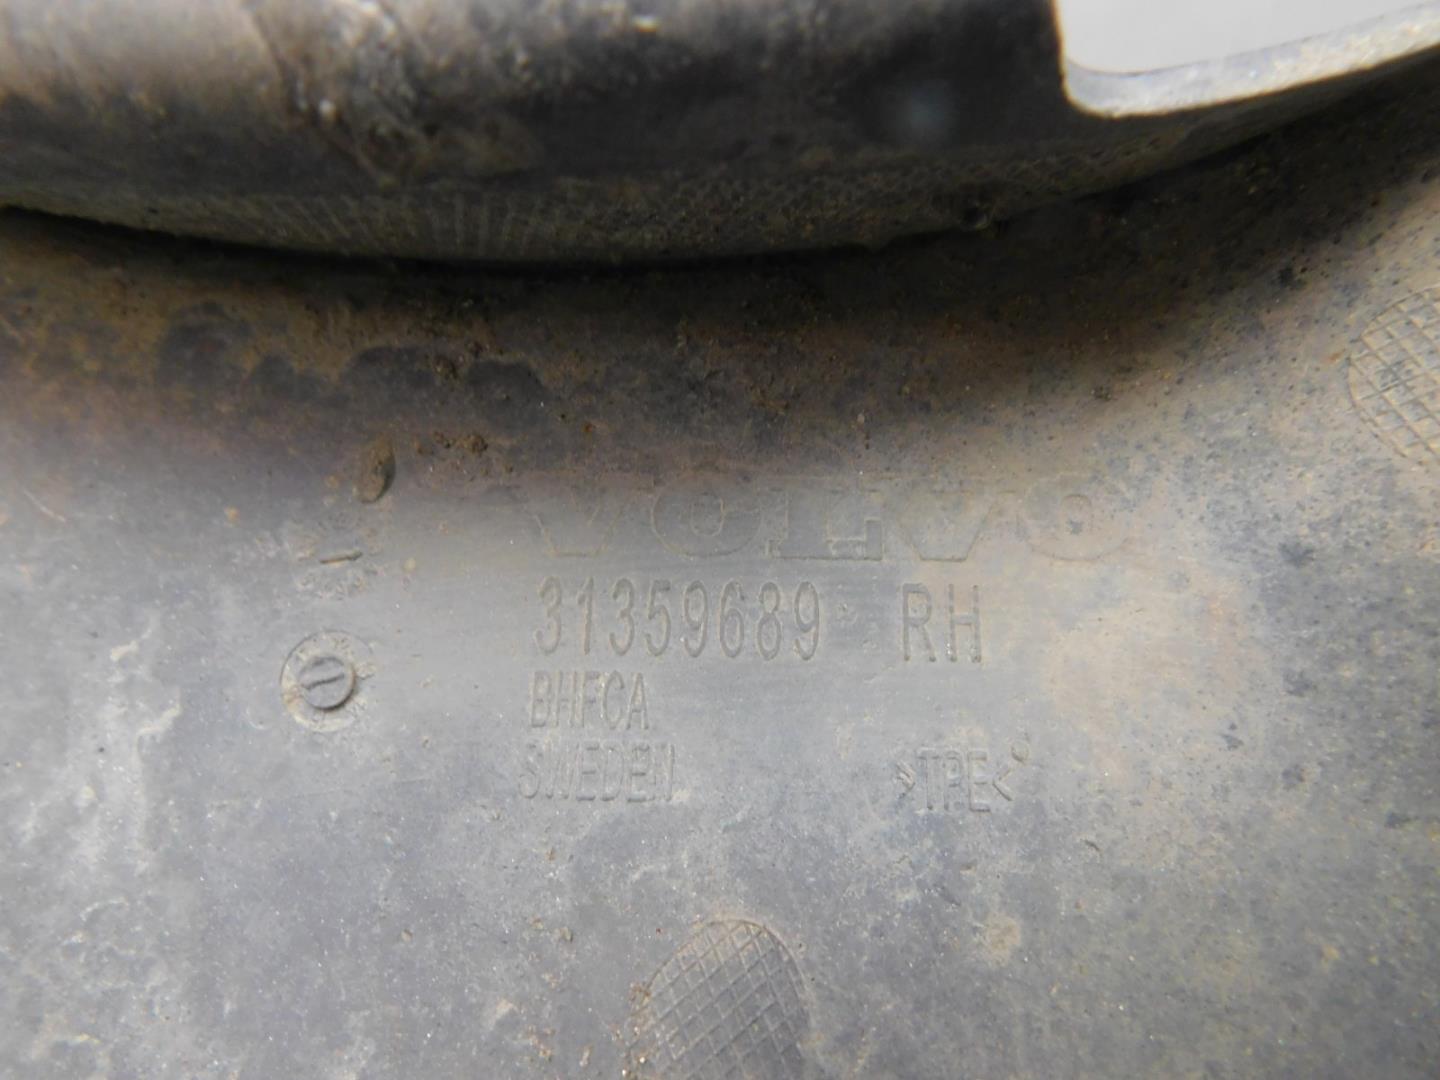 VOLVO
31359689 RH
BHFCA
SWEDEN
>TPE<